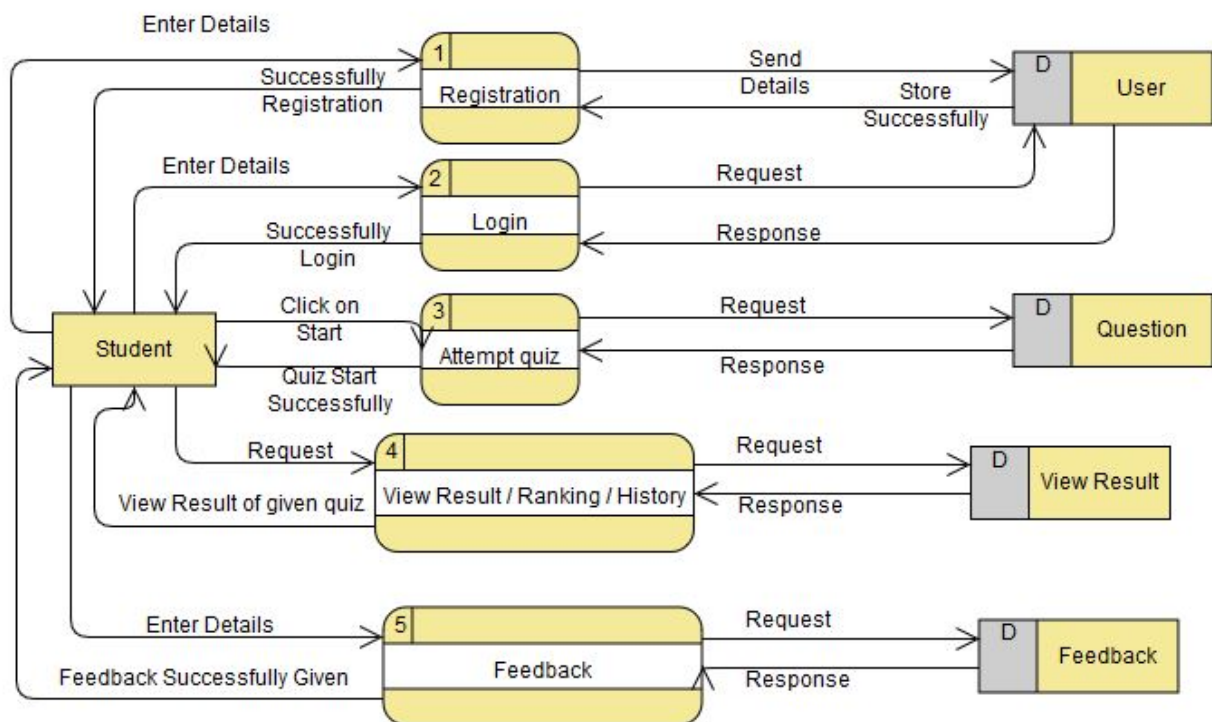 Enter Details
1
Registration
Successfully
Registration
Send
Details
Store
Successfully
D
User
Enter Details
2
Login
Successfully
Login
Request
Response
Student
Click on
Start
3
Attempt quiz
Quiz Start
Successfully
Request
Response
D
Question
Request
4
View Result / Ranking / History
View Result of given quiz
Request
Response
D
View Result
Enter Details
5
Feedback
Feedback Successfully Given
Request
Response
D
Feedback